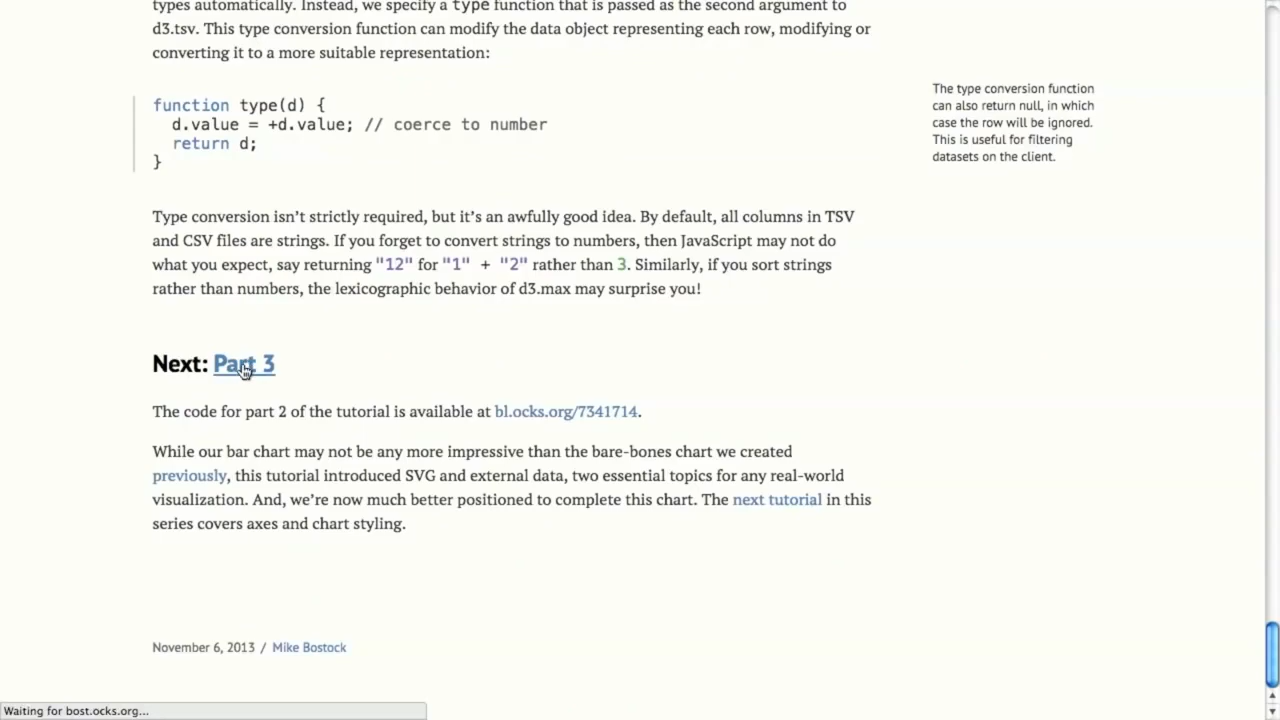 types automatically. Instead, we specify a type function that is passed as the second argument to
d3.tsv. This type conversion function can modify the data object representing each row, modifying or
converting it to a more suitable representation:
function type(d) {
d.value = +d.value; // coerce to number
return d;
}
The type conversion function
can also return null, in which
case the row will be ignored.
This is useful for filtering
datasets on the client.
Type conversion isn’t strictly required, but it’s an awfully good idea. By default, all columns in TSV
and CSV files are strings. If you forget to convert strings to numbers, then JavaScript may not do
what you expect, say returning "12" for "1" + "2" rather than 3. Similarly, if you sort strings
rather than numbers, the lexicographic behavior of d3.max may surprise you!
Next: Part 3
The code for part 2 of the tutorial is available at bl.ocks.org/7341714.
While our bar chart may not be any more impressive than the bare-bones chart we created
previously, this tutorial introduced SVG and external data, two essential topics for any real-world
visualization. And, we’re now much better positioned to complete this chart. The next tutorial in this
series covers axes and chart styling.
November 6, 2013 / Mike Bostock
Waiting for bost.ocks.org...